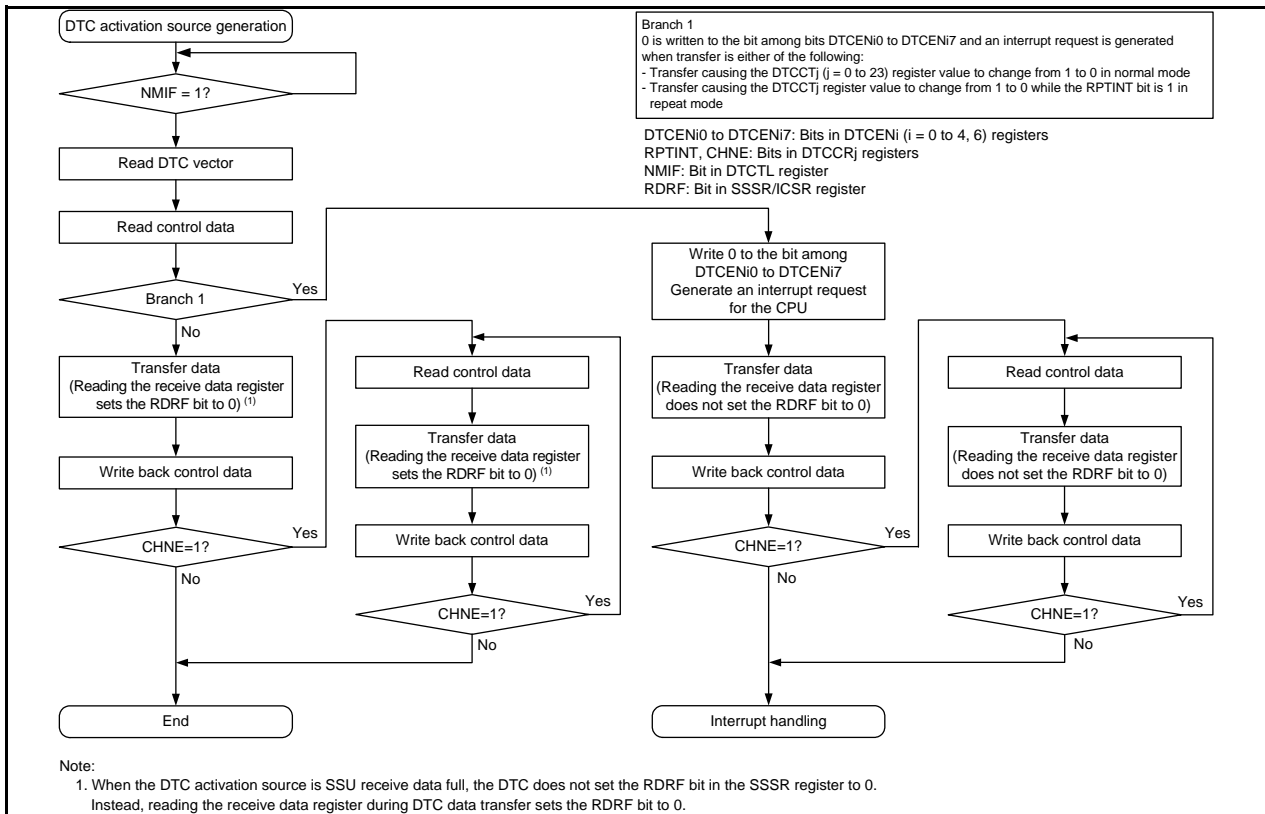 DTC activation source generation
NMIF = 1?
Read DTC vector
Read control data
Branch 1
Yes
No
Transfer data
(Reading the receive data register
sets the RDRF bit to 0) (1)
Write back control data
CHNE=1?
Yes
No
End
Read control data
Transfer data
(Reading the receive data register
sets the RDRF bit to 0) (1)
Write back control data
CHNE=1?
Yes
No
Branch 1
0 is written to the bit among bits DTCENi0 to DTCENi7 and an interrupt request is generated
when transfer is either of the following:
- Transfer causing the DTCCTj (j = 0 to 23) register value to change from 1 to 0 in normal mode
- Transfer causing the DTCCTj register value to change from 1 to 0 while the RPTINT bit is 1 in
repeat mode
DTCENi0 to DTCENi7: Bits in DTCENi (i = 0 to 4, 6) registers
RPTINT, CHNE: Bits in DTCCRj registers
NMIF: Bit in DTCTL register
RDRF: Bit in SSSR/ICSR register
Write 0 to the bit among
DTCENi0 to DTCENi7
Generate an interrupt request
for the CPU
Transfer data
(Reading the receive data register
does not set the RDRF bit to 0)
Write back control data
CHNE=1?
Yes
No
Interrupt handling
Read control data
Transfer data
(Reading the receive data register
does not set the RDRF bit to 0)
Write back control data
CHNE=1?
Yes
No
Note:
1. When the DTC activation source is SSU receive data full, the DTC does not set the RDRF bit in the SSSR register to 0.
Instead, reading the receive data register during DTC data transfer sets the RDRF bit to 0.